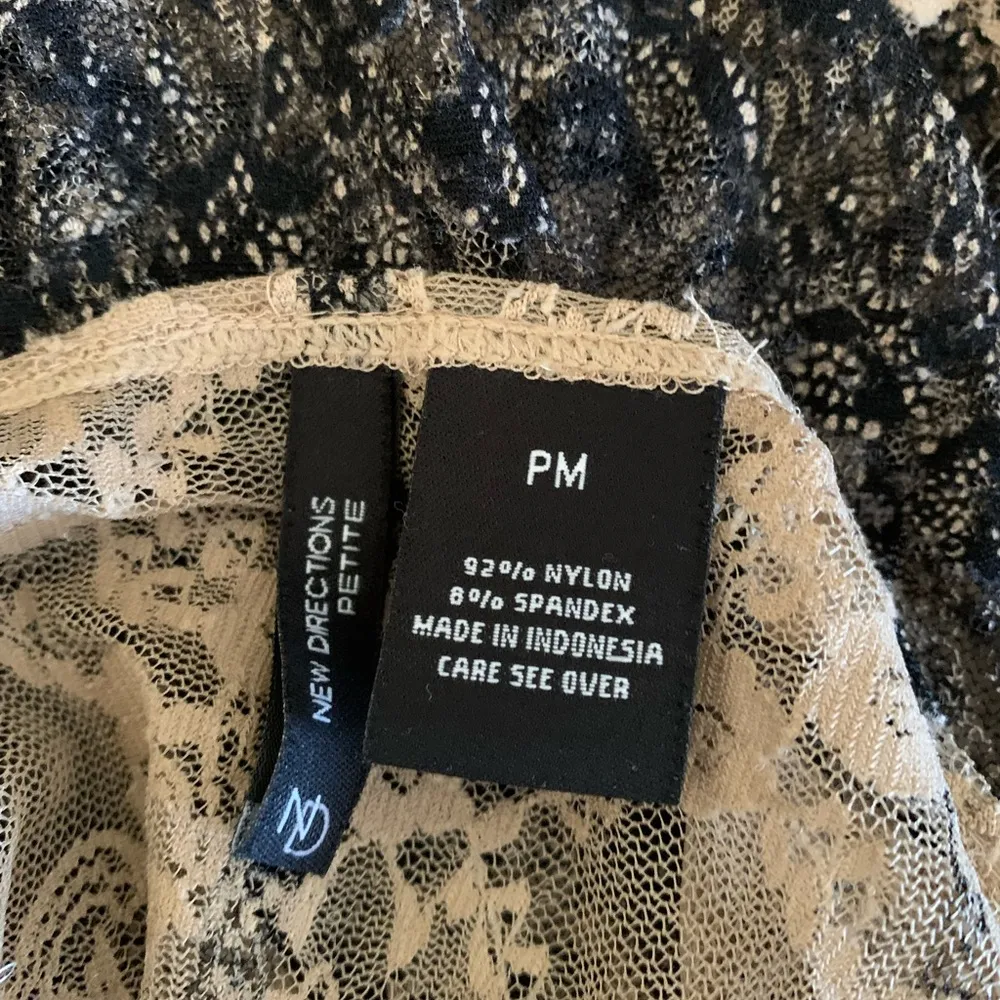 NEW DIRECTIONS
PETITE
ND
PM
92% NYLON
8% SPANDEX
MADE IN INDONESIA
CARE SEE OVER